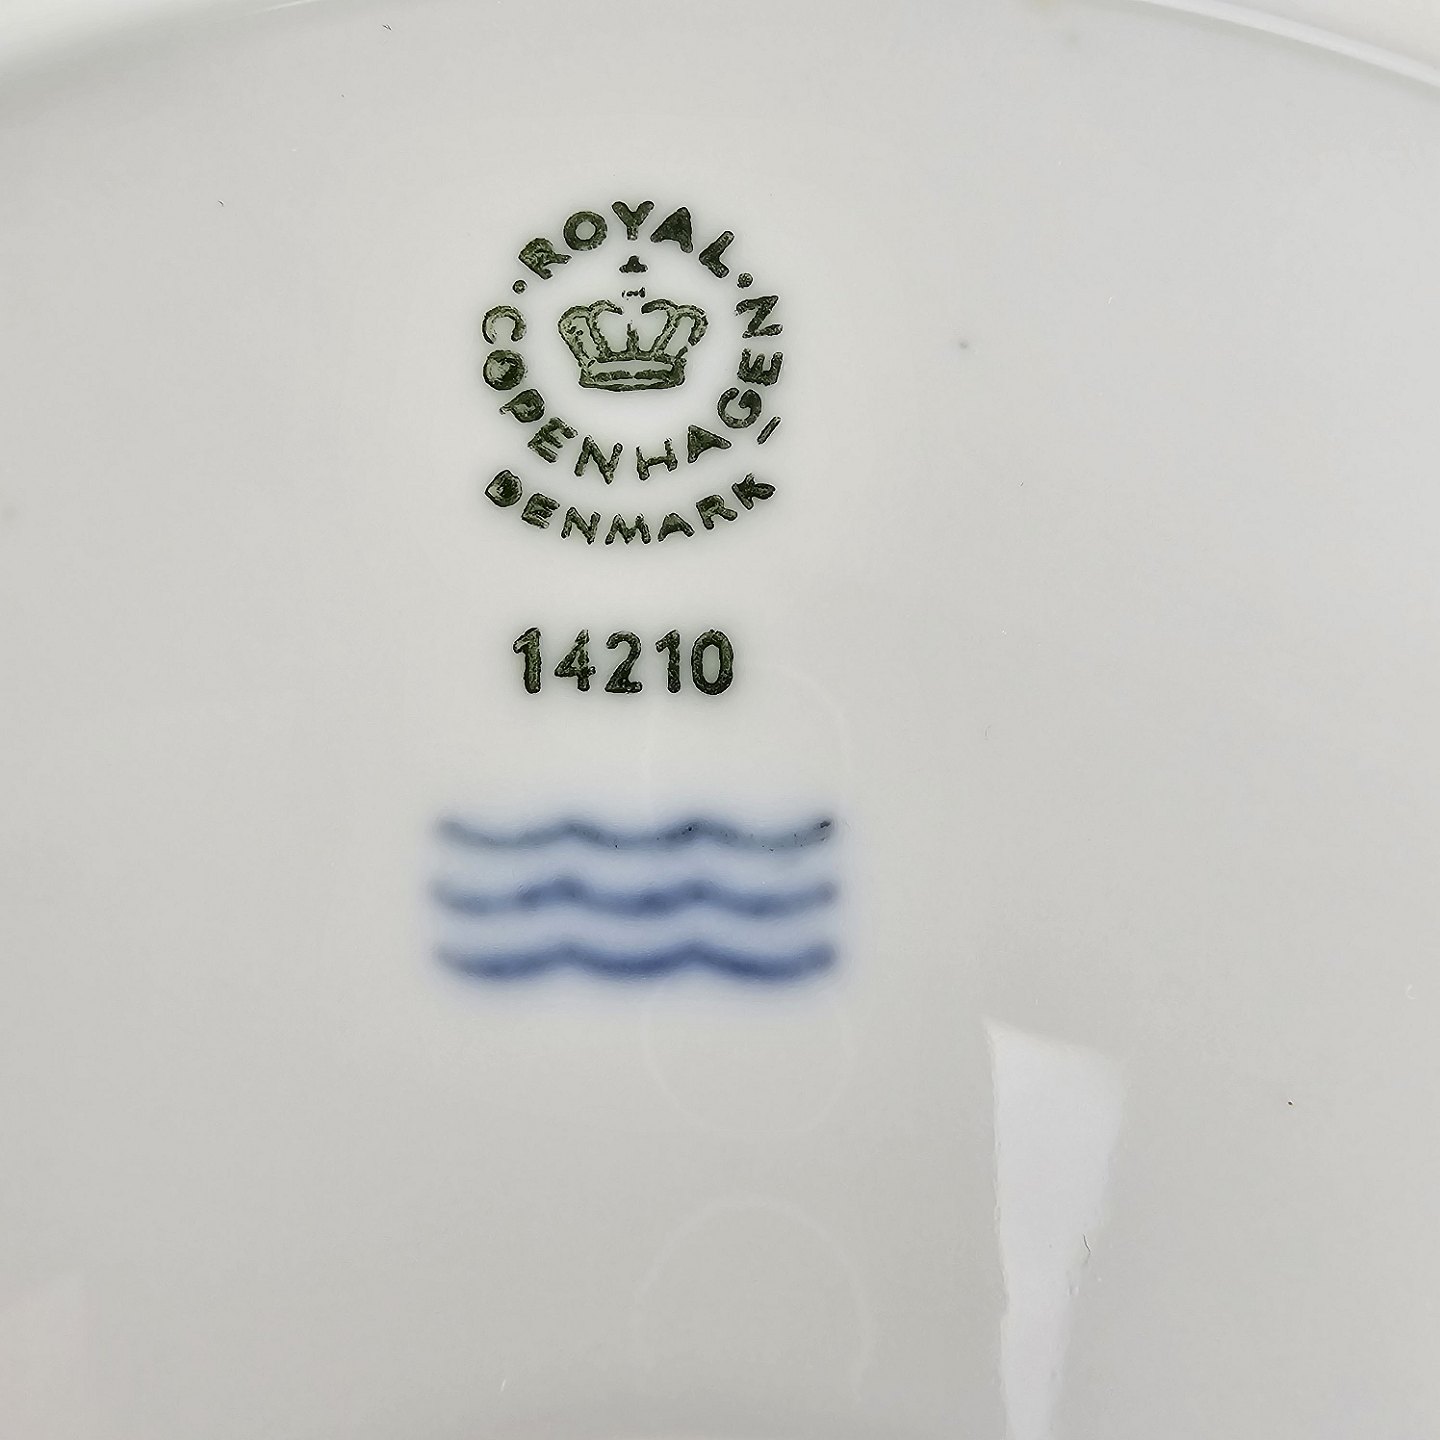 ·ROYAL·
COPENHAGEN
DENMARK
14210